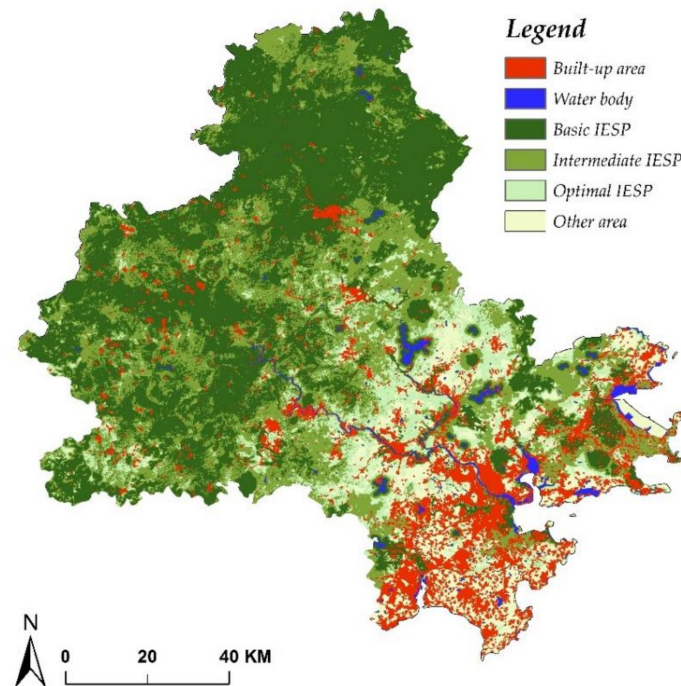 Legend
Built-up area
Water body
Basic IESP
Intermediate IESP
Optimal IESP
Other area
N
0 20 40 KM